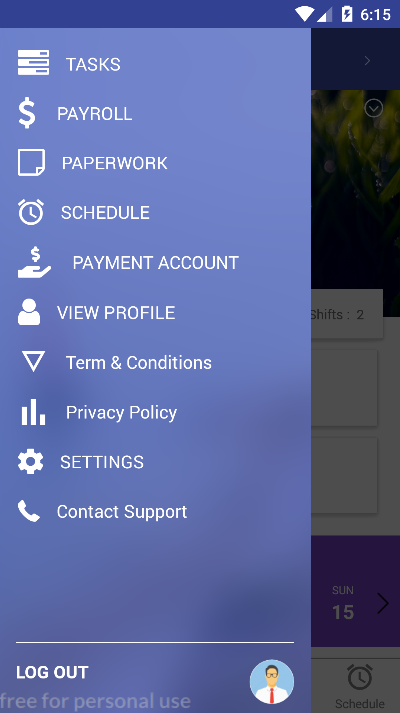 6:15
TASKS
PAYROLL
PAPERWORK
SCHEDULE
PAYMENT ACCOUNT
Shifts : 2
VIEW PROFILE
Term & Conditions
Privacy Policy
SETTINGS
Contact Support
SUN
15
LOG OUT
free for personal use
Schedule